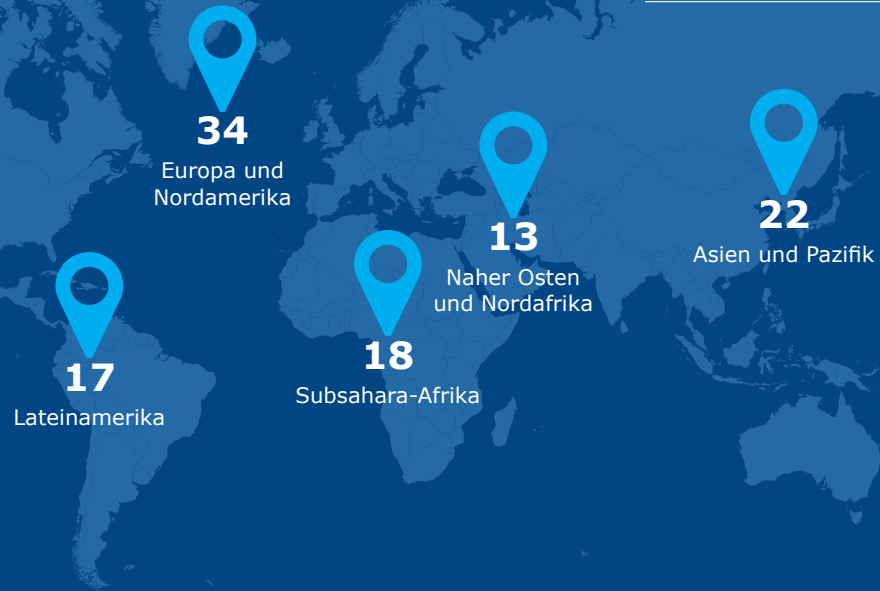 34
Europa und
Nordamerika
13
Naher Osten
und Nordafrika
22
Asien und Pazifik
17
Lateinamerika
18
Subsahara-Afrika